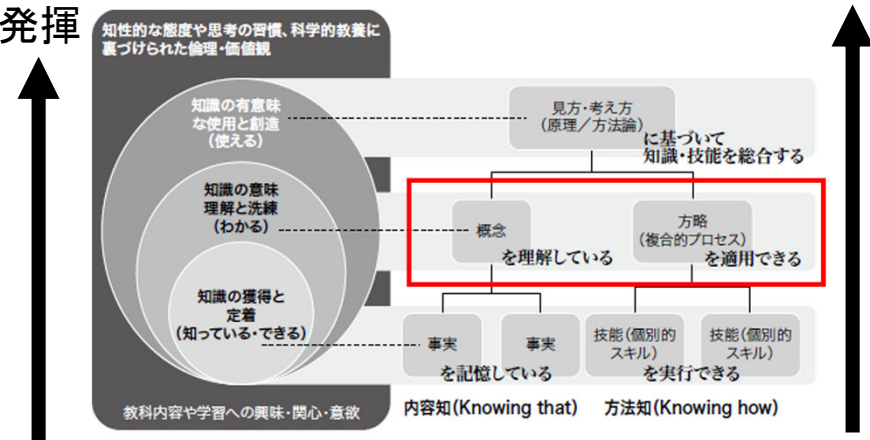 発揮
知性的な態度や思考の習慣、科学的教養に
裏づけられた倫理・価値観
知識の有意味
な使用と創造
(使える)
見方・考え方
(原理／方法論)
に基づいて
知識・技能を総合する
知識の意味
理解と洗練
(わかる)
概念
を理解している
方略
(複合的プロセス)
を適用できる
知識の獲得と
定着
(知っている・できる)
事実
事実
を記憶している
技能(個別的
スキル)
技能(個別的
スキル)
を実行できる
教科内容や学習への興味・関心・意欲
内容知(Knowing that)
方法知(Knowing how)